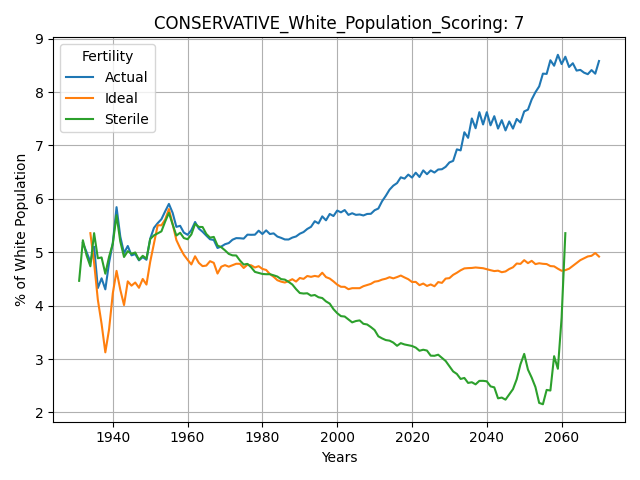 CONSERVATIVE_White_Population_Scoring: 7
Fertility
Actual
Ideal
Sterile
% of White Population
9
8
7
6
5
4
3
2
1940
1960
1980
2000
2020
2040
2060
Years